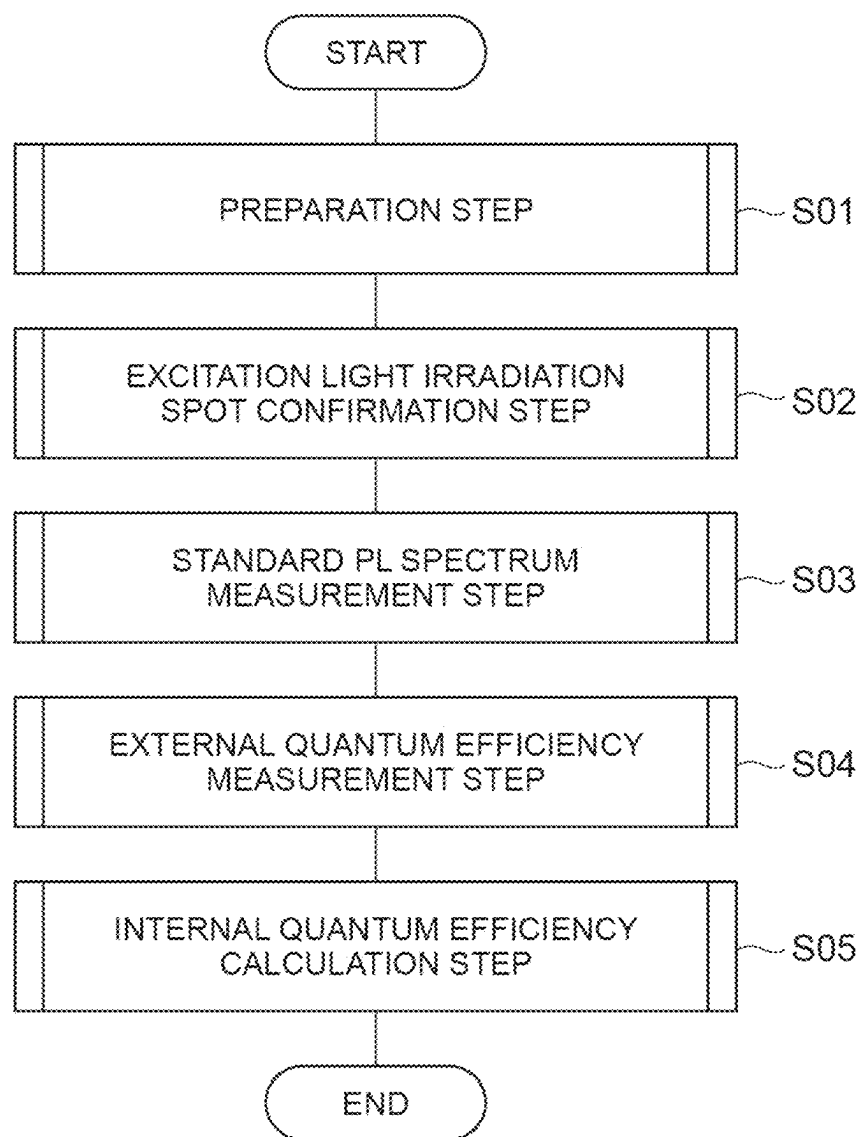 START
PREPARATION STEP
S01
EXCITATION LIGHT IRRADIATION
SPOT CONFIRMATION STEP
S02
STANDARD PL SPECTRUM
MEASUREMENT STEP
S03
EXTERNAL QUANTUM EFFICIENCY
MEASUREMENT STEP
S04
INTERNAL QUANTUM EFFICIENCY
CALCULATION STEP
S05
END